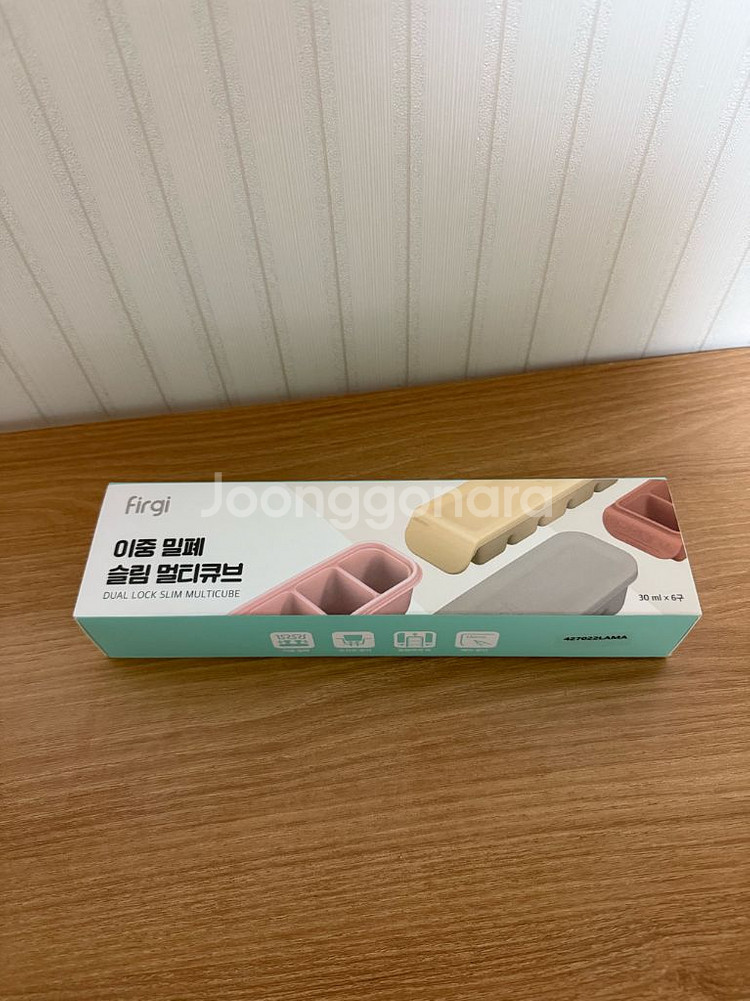 Joonggonara
firgi
이중 밀폐
슬림 멀티큐브
DUAL LOCK SLIM MULTICUBE
30 ml x 6구
427022LAMA